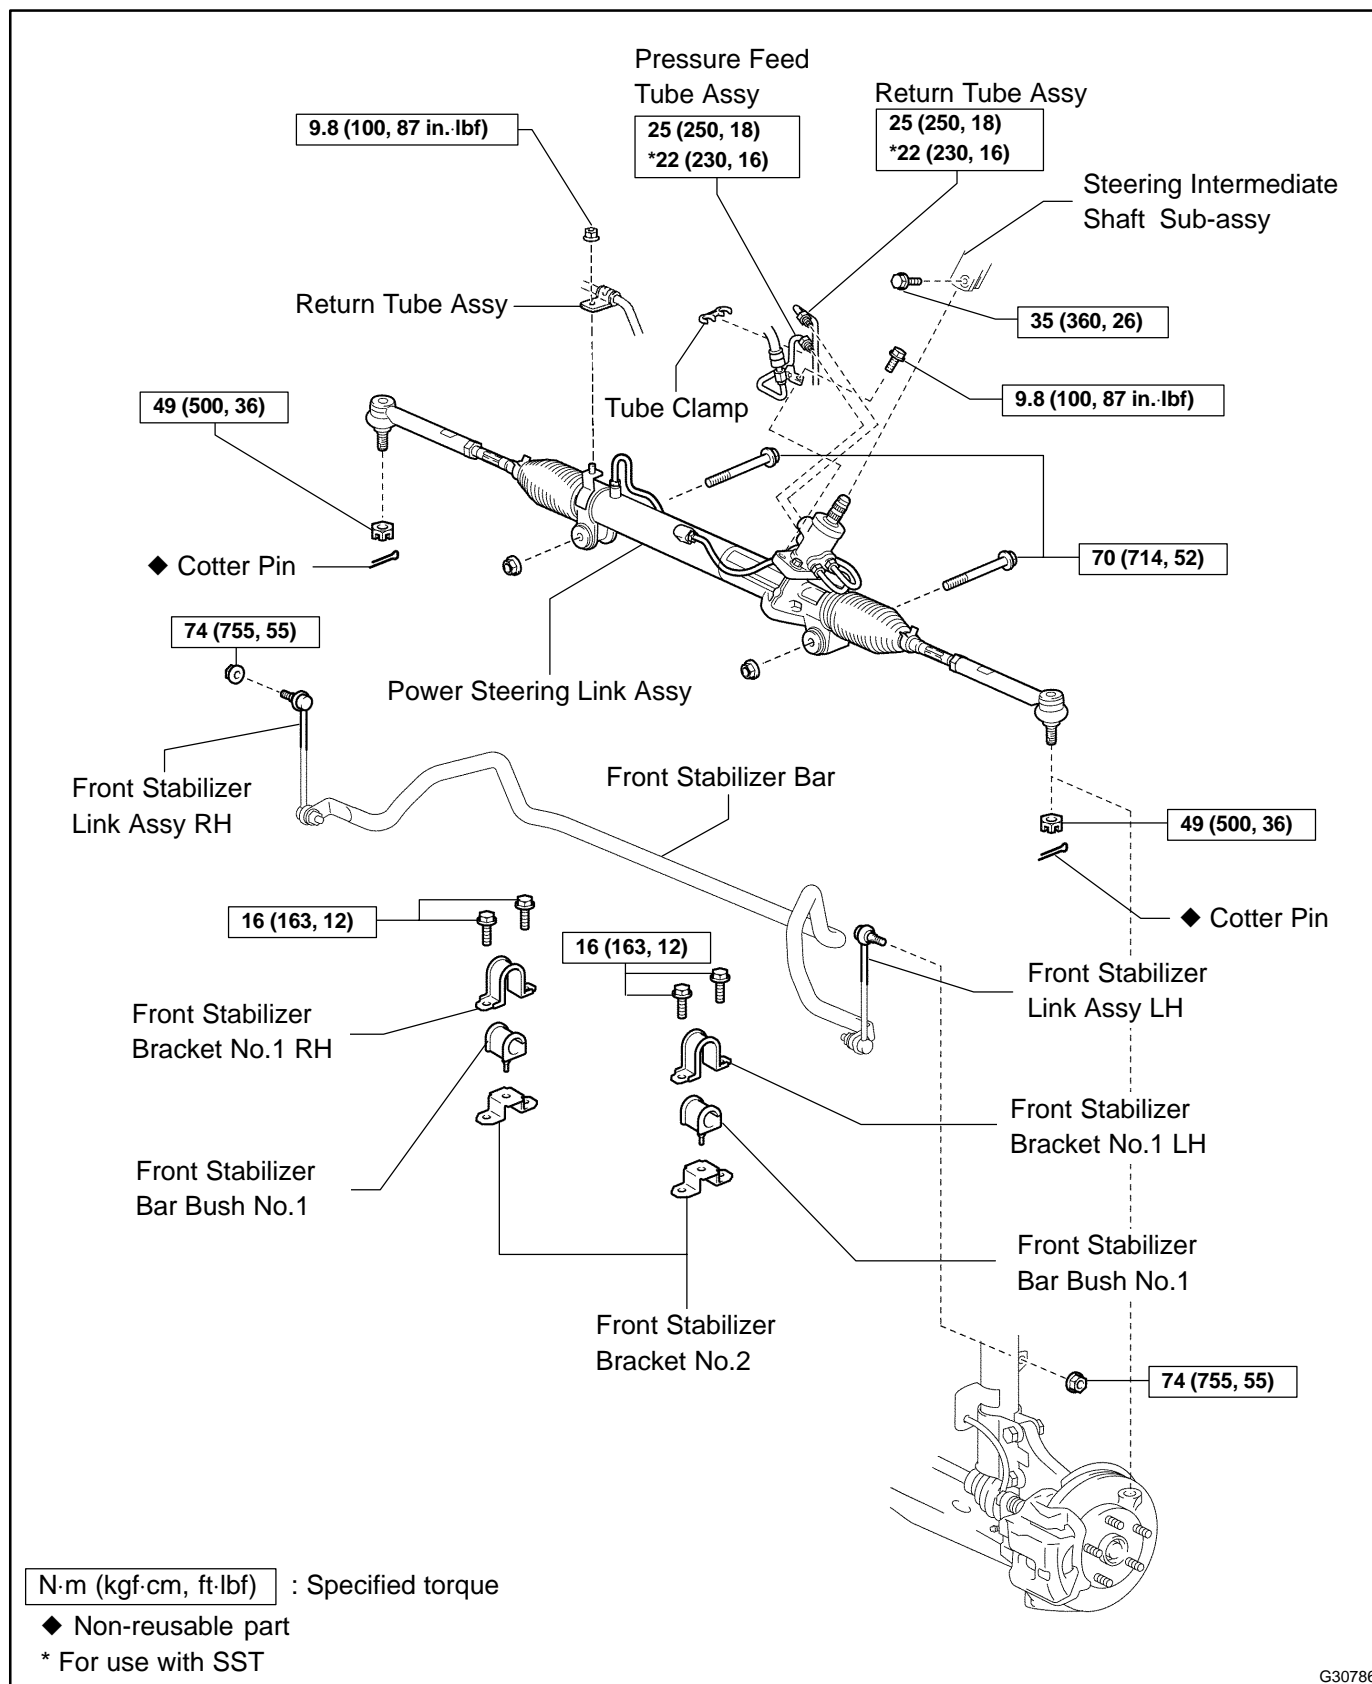 Pressure Feed
Tube Assy
25 (250, 18)
*22 (230, 16)
Return Tube Assy
25 (250, 18)
*22 (230, 16)
9.8 (100, 87 in.·lbf)
Steering Intermediate
Shaft Sub-assy
Return Tube Assy
35 (360, 26)
Tube Clamp
9.8 (100, 87 in.·lbf)
49 (500, 36)
◆ Cotter Pin
70 (714, 52)
74 (755, 55)
Power Steering Link Assy
Front Stabilizer
Link Assy RH
Front Stabilizer Bar
49 (500, 36)
◆ Cotter Pin
16 (163, 12)
16 (163, 12)
Front Stabilizer
Link Assy LH
Front Stabilizer
Bracket No.1 RH
Front Stabilizer
Bracket No.1 LH
Front Stabilizer
Bar Bush No.1
Front Stabilizer
Bar Bush No.1
Front Stabilizer
Bracket No.2
74 (755, 55)
N·m (kgf·cm, ft·lbf) : Specified torque
◆ Non-reusable part
* For use with SST
G30786